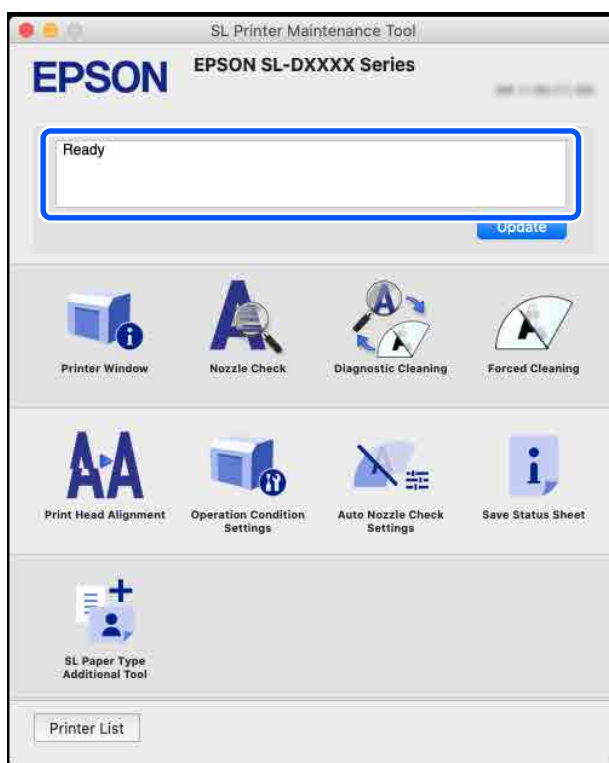 SL Printer Maintenance Tool
EPSON
EPSON SL-DXXXX Series
Ready
Update
Printer Window
Nozzle Check
Diagnostic Cleaning
Forced Cleaning
Print Head Alignment
Operation Condition
Settings
Auto Nozzle Check
Settings
Save Status Sheet
SL Paper Type
Additional Tool
Printer List